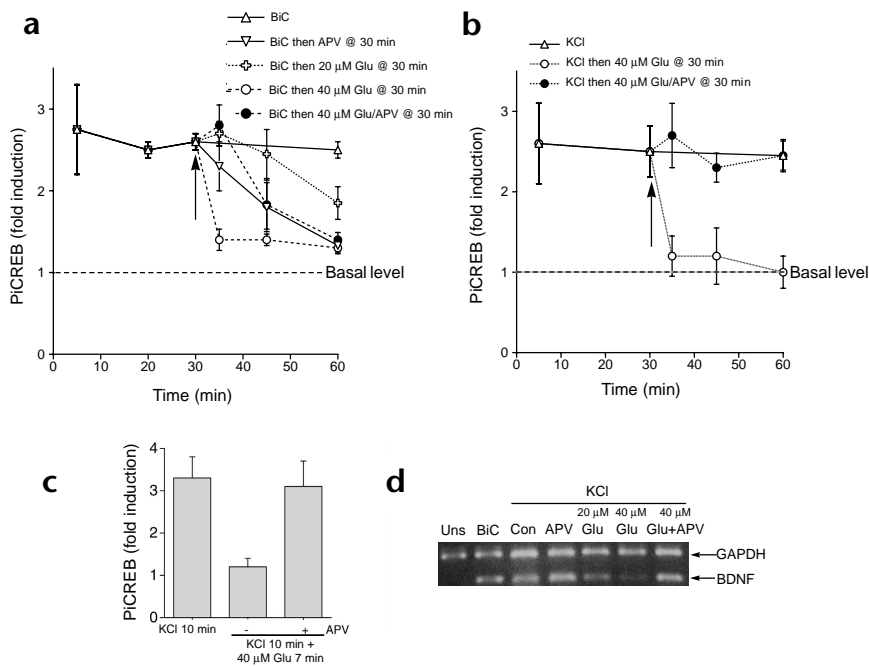 a
BiC
BiC then APV @ 30 min
BiC then 20 µM Glu @ 30 min
BiC then 40 µM Glu @ 30 min
BiC then 40 µM Glu/APV @ 30 min
PiCREB (fold induction)
3
2
1
0
Basal level
0 10 20 30 40 50 60
Time (min)
b
KCl
KCl then 40 µM Glu @ 30 min
KCl then 40 µM Glu/APV @ 30 min
PiCREB (fold induction)
3
2
1
0
Basal level
0 10 20 30 40 50 60
Time (min)
c
PiCREB (fold induction)
4
3
2
1
0
KCl 10 min
- + APV
KCl 10 min +
40 µM Glu 7 min
d
KCl
20 µM 40 µM 40 µM
Uns BiC Con APV Glu Glu Glu+APV
GAPDH
BDNF